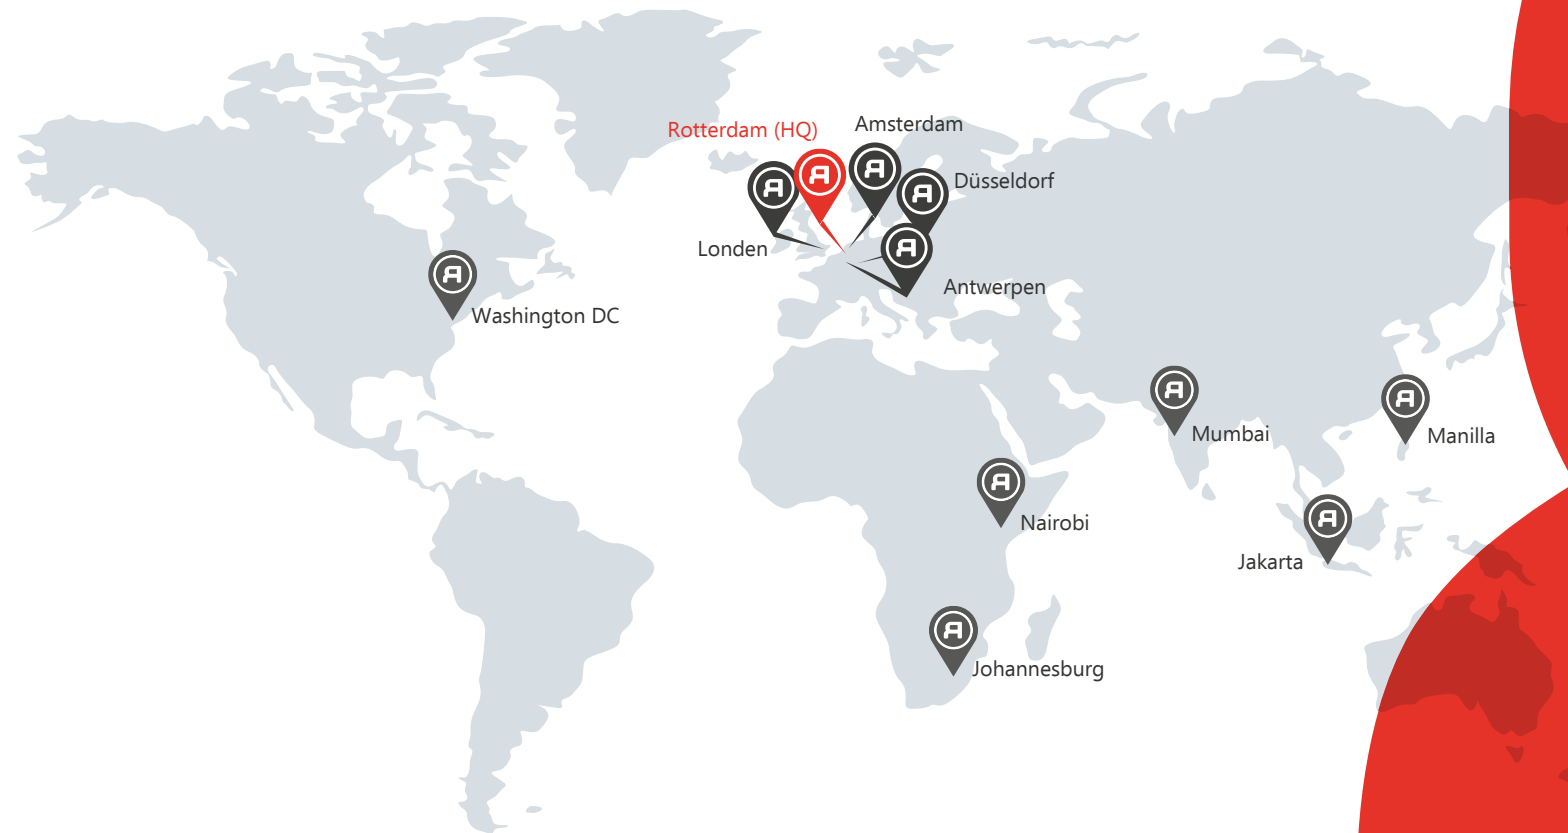 Rotterdam (HQ)
Amsterdam
Düsseldorf
Londen
Antwerpen
Washington DC
Mumbai
Manilla
Nairobi
Jakarta
Johannesburg